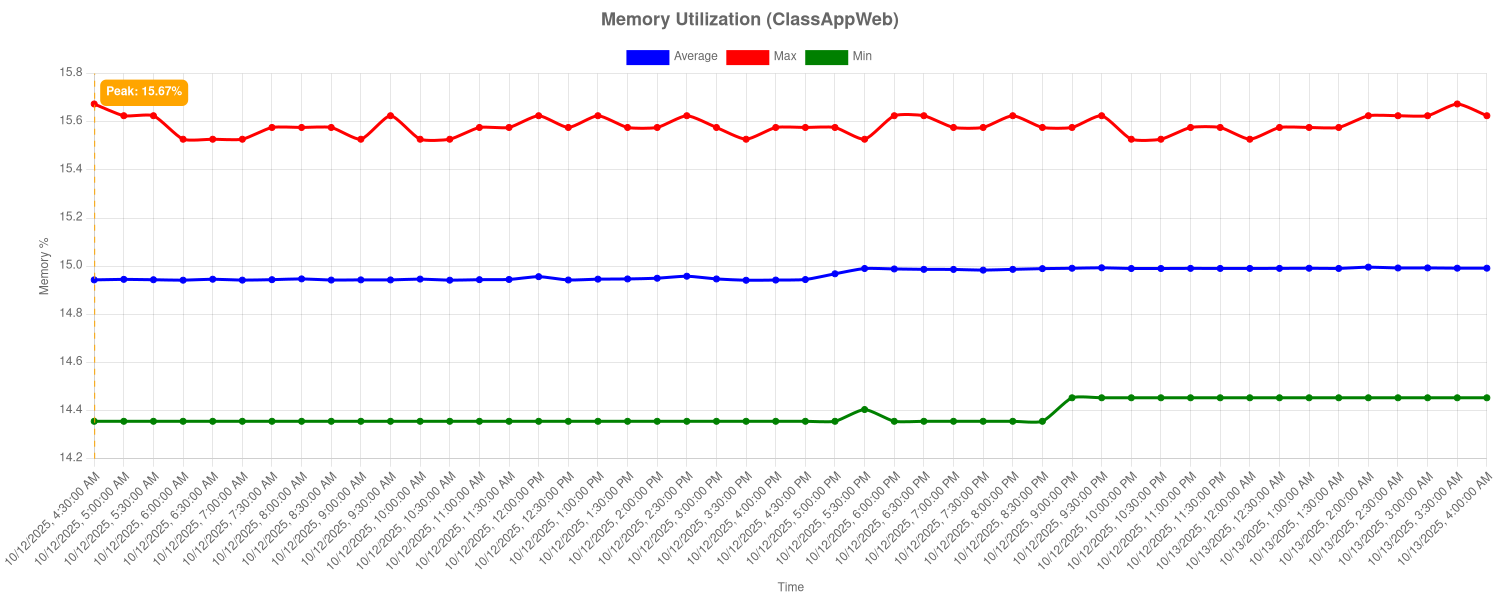 Memory Utilization (ClassAppWeb)
Average Max Min
Peak: 15.67%
15.8
15.6
15.4
15.2
15.0
14.8
14.6
14.4
14.2
Memory %
10/12/2025, 4:30:00 AM
10/12/2025, 5:00:00 AM
10/12/2025, 5:30:00 AM
10/12/2025, 6:00:00 AM
10/12/2025, 6:30:00 AM
10/12/2025, 7:00:00 AM
10/12/2025, 7:30:00 AM
10/12/2025, 8:00:00 AM
10/12/2025, 8:30:00 AM
10/12/2025, 9:00:00 AM
10/12/2025, 9:30:00 AM
10/12/2025, 10:00:00 AM
10/12/2025, 10:30:00 AM
10/12/2025, 11:00:00 AM
10/12/2025, 11:30:00 AM
10/12/2025, 12:00:00 PM
10/12/2025, 12:30:00 PM
10/12/2025, 1:00:00 PM
10/12/2025, 1:30:00 PM
10/12/2025, 2:00:00 PM
10/12/2025, 2:30:00 PM
10/12/2025, 3:00:00 PM
10/12/2025, 3:30:00 PM
10/12/2025, 4:00:00 PM
10/12/2025, 4:30:00 PM
10/12/2025, 5:00:00 PM
10/12/2025, 5:30:00 PM
10/12/2025, 6:00:00 PM
10/12/2025, 6:30:00 PM
10/12/2025, 7:00:00 PM
10/12/2025, 7:30:00 PM
10/12/2025, 8:00:00 PM
10/12/2025, 8:30:00 PM
10/12/2025, 9:00:00 PM
10/12/2025, 9:30:00 PM
10/12/2025, 10:00:00 PM
10/12/2025, 10:30:00 PM
10/12/2025, 11:00:00 PM
10/12/2025, 11:30:00 PM
10/13/2025, 12:00:00 AM
10/13/2025, 12:30:00 AM
10/13/2025, 1:00:00 AM
10/13/2025, 1:30:00 AM
10/13/2025, 2:00:00 AM
10/13/2025, 2:30:00 AM
10/13/2025, 3:00:00 AM
10/13/2025, 3:30:00 AM
10/13/2025, 4:00:00 AM
Time